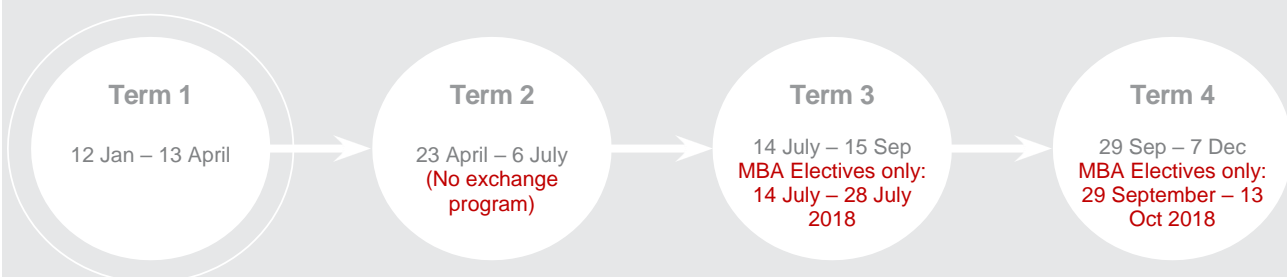 Term 1
12 Jan – 13 April
Term 2
23 April – 6 July
(No exchange
program)
Term 3
14 July – 15 Sep
MBA Electives only:
14 July – 28 July
2018
Term 4
29 Sep – 7 Dec
MBA Electives only:
29 September – 13
Oct 2018